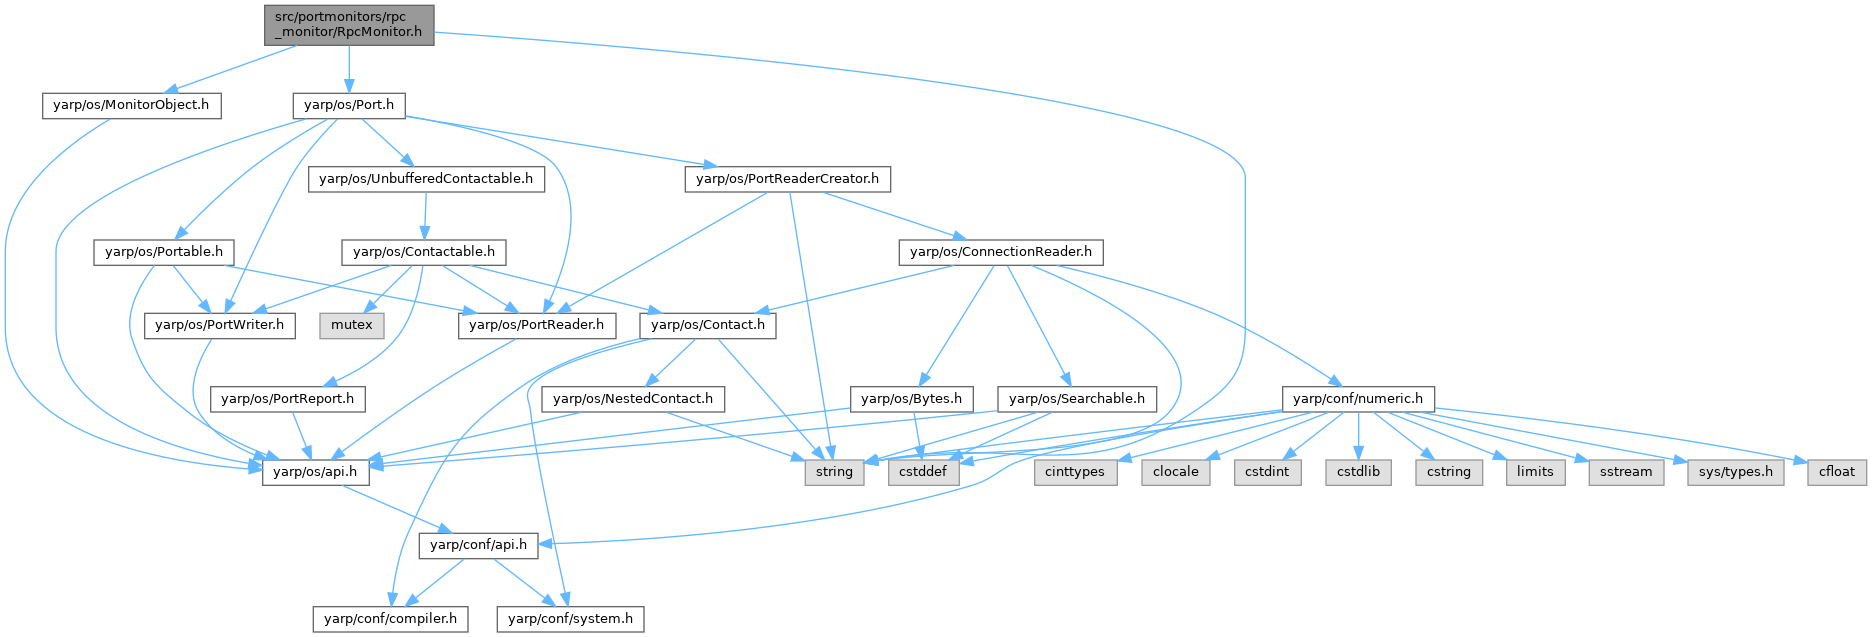 src/portmonitors/rpc
_monitor/RpcMonitor.h
yarp/os/MonitorObject.h
yarp/os/Port.h
yarp/os/UnbufferedContactable.h
yarp/os/PortReaderCreator.h
yarp/os/Portable.h
yarp/os/Contactable.h
yarp/os/ConnectionReader.h
yarp/os/PortWriter.h
mutex
yarp/os/PortReader.h
yarp/os/Contact.h
yarp/os/PortReport.h
yarp/os/NestedContact.h
yarp/os/Bytes.h
yarp/os/Searchable.h
yarp/conf/numeric.h
yarp/os/api.h
string
cstddef
cinttypes
clocale
cstdint
cstdlib
cstring
limits
sstream
sys/types.h
cfloat
yarp/conf/api.h
yarp/conf/compiler.h
yarp/conf/system.h